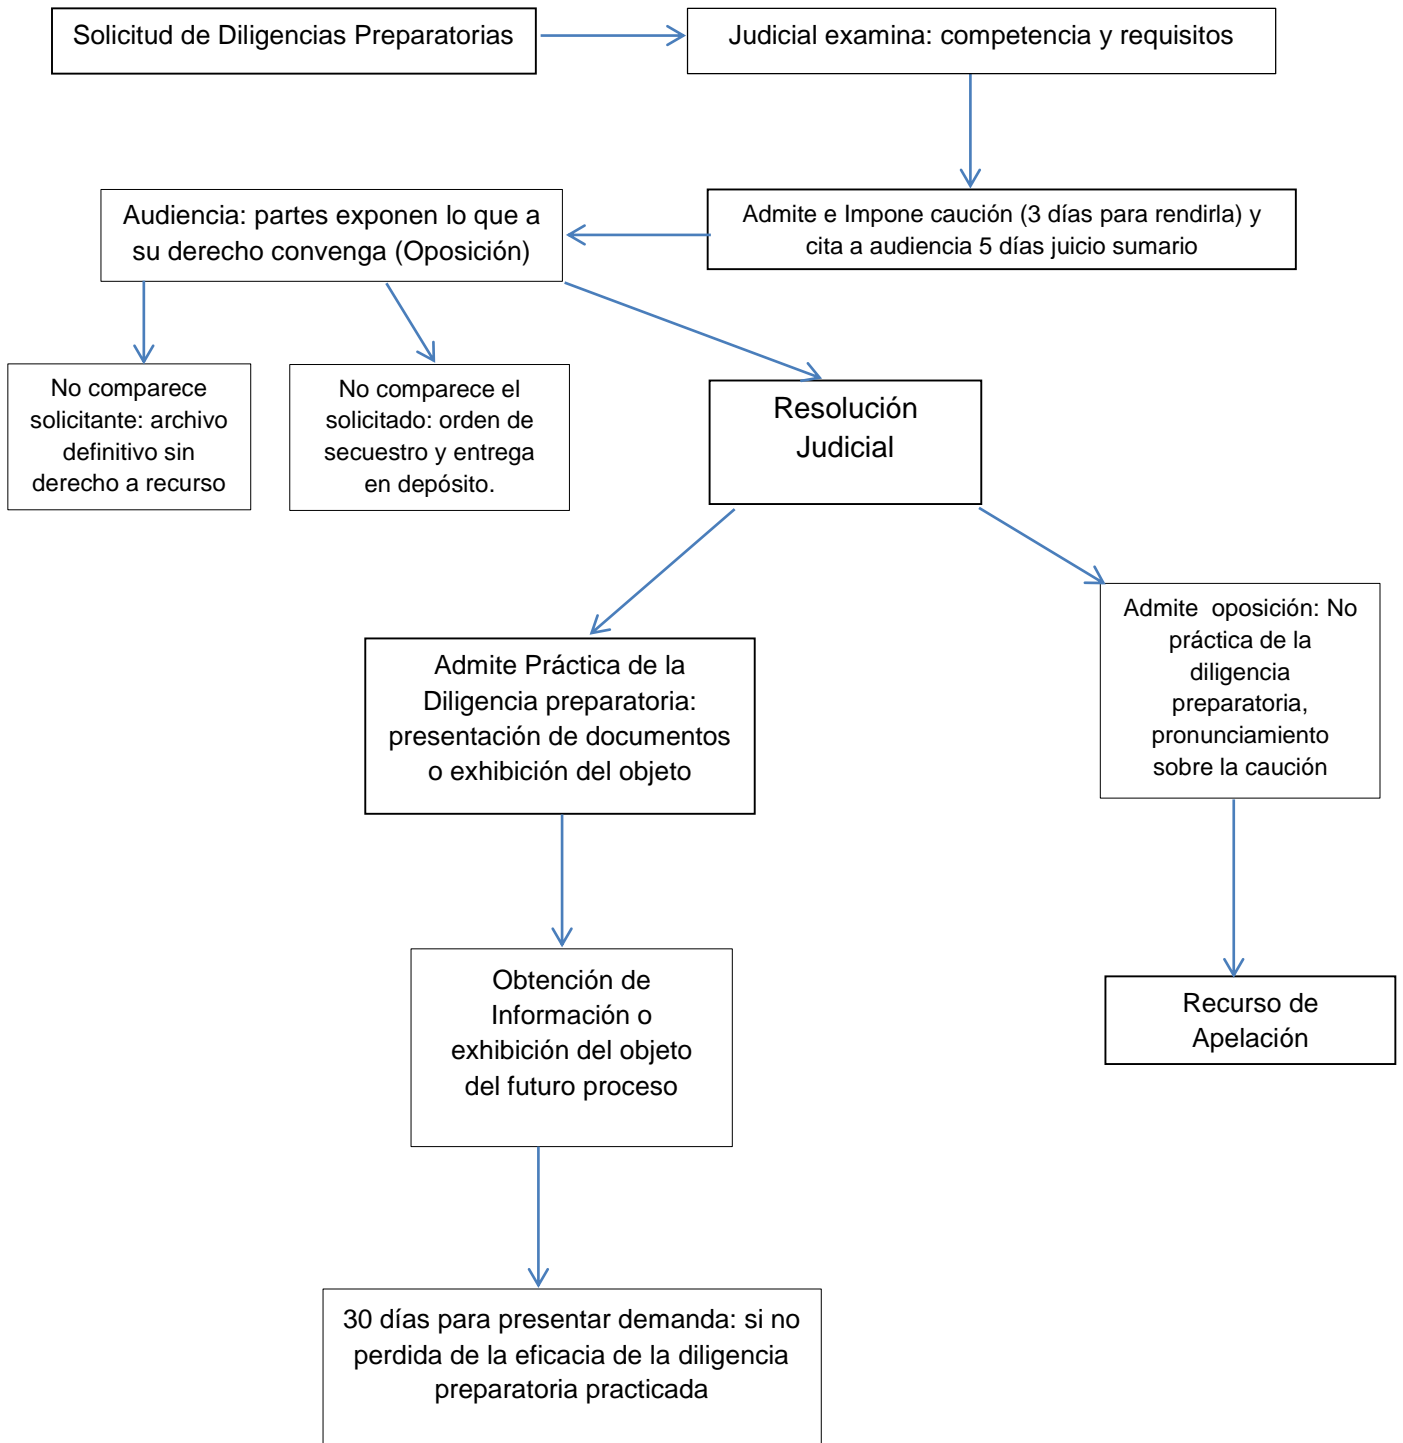 Solicitud de Diligencias Preparatorias
Judicial examina: competencia y requisitos
Admite e Impone caución (3 días para rendirla) y
cita a audiencia 5 días juicio sumario
Audiencia: partes exponen lo que a
su derecho convenga (Oposición)
No comparece
solicitante: archivo
definitivo sin
derecho a recurso
No comparece el
solicitado: orden de
secuestro y entrega
en depósito.
Resolución
Judicial
Admite Práctica de la
Diligencia preparatoria:
presentación de documentos
o exhibición del objeto
Admite  oposición: No
práctica de la
diligencia
preparatoria,
pronunciamiento
sobre la caución
Obtención de
Información o
exhibición del objeto
del futuro proceso
Recurso de
Apelación
30 días para presentar demanda: si no
perdida de la eficacia de la diligencia
preparatoria practicada